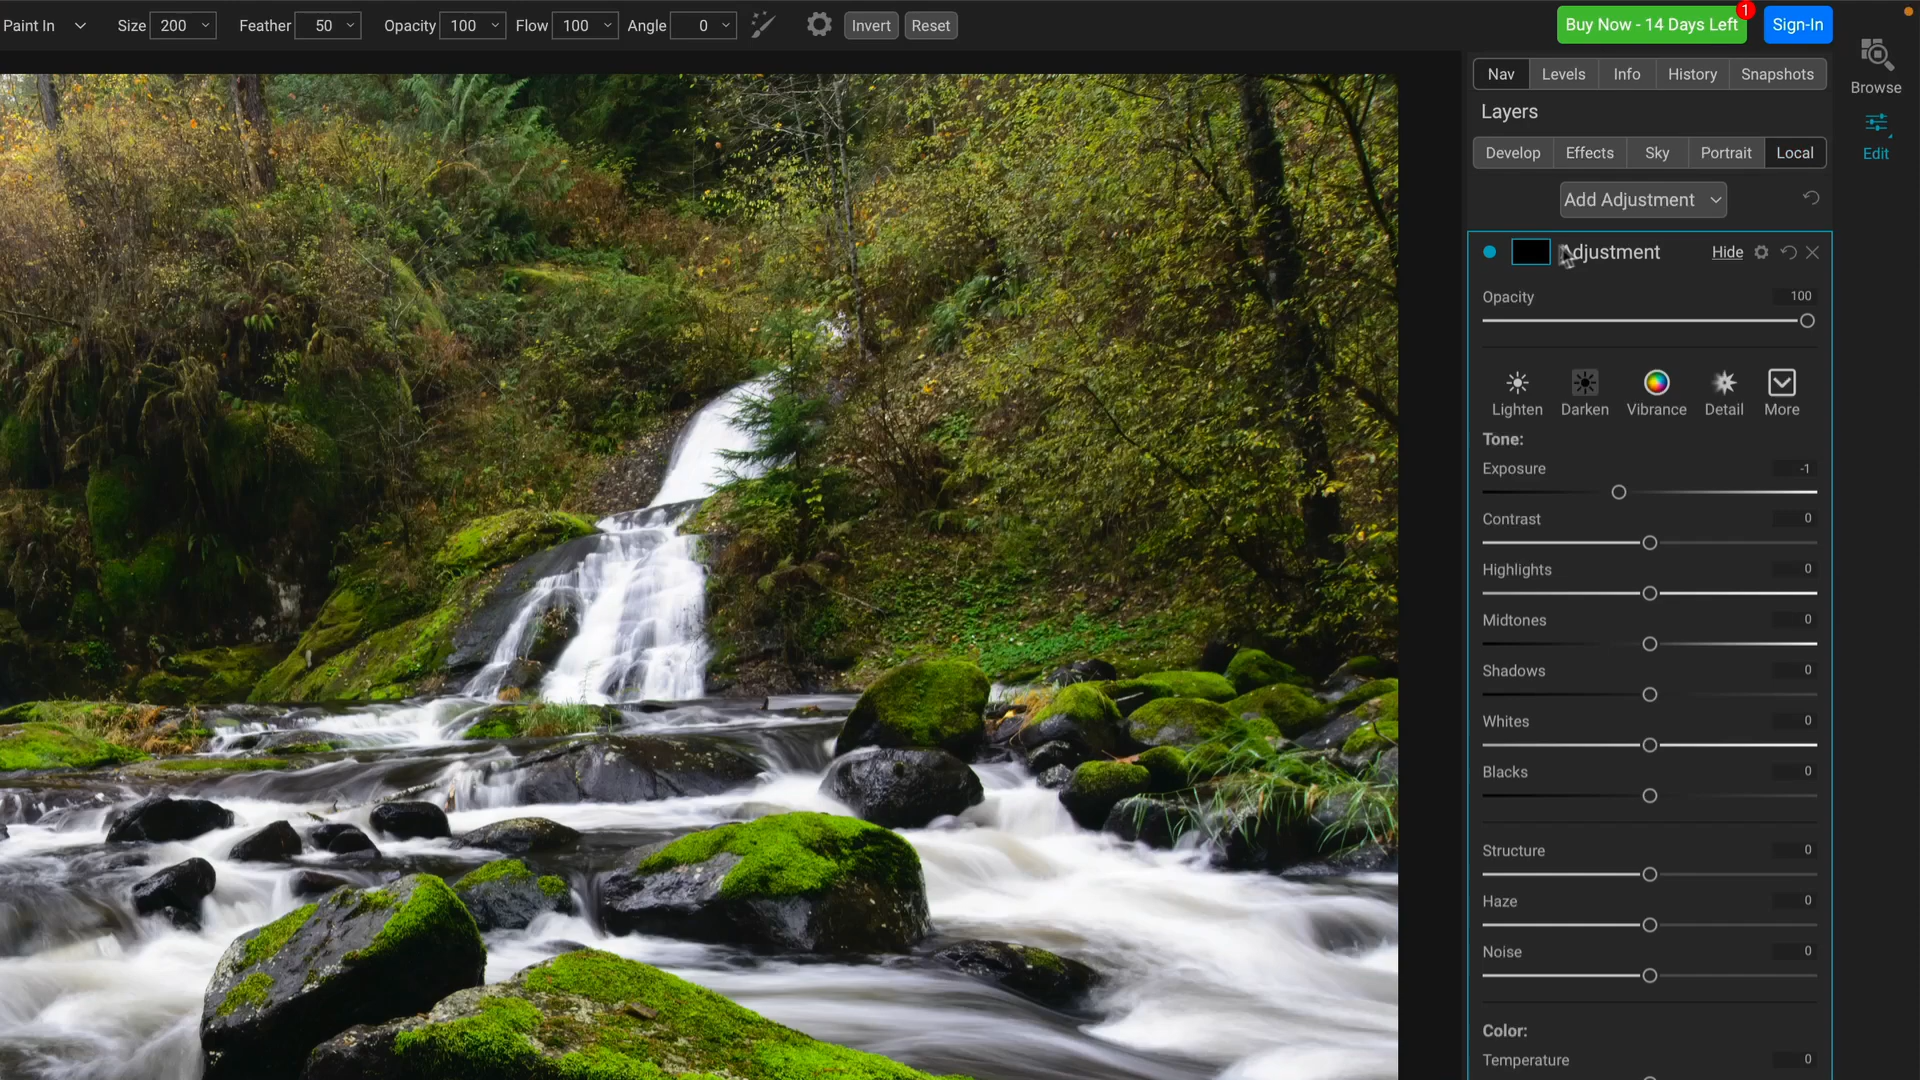 Paint In Size 200 Feather 50 Opacity 100 Flow 100 Angle 0 Invert Reset
Buy Now - 14 Days Left 1 Sign-In
Nav Levels Info History Snapshots
Browse
Layers
Develop Effects Sky Portrait Local
Edit
Add Adjustment
Adjustment Hide
Opacity 100
Lighten Darken Vibrance Detail More
Tone:
Exposure -1
Contrast 0
Highlights 0
Midtones 0
Shadows 0
Whites 0
Blacks 0
Structure 0
Haze 0
Noise 0
Color:
Temperature 0